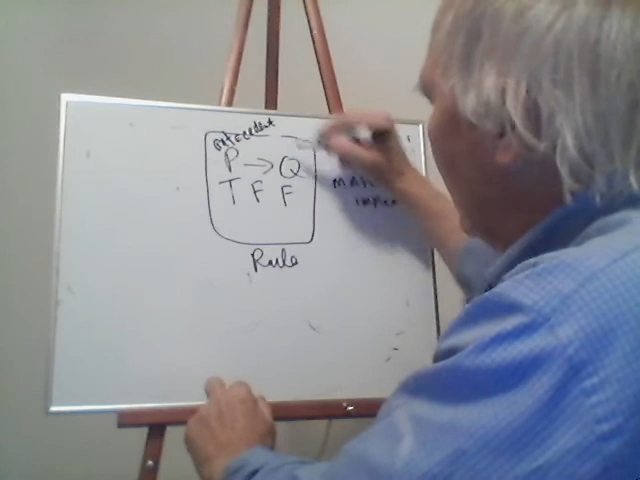 antecedent
P → Q
T F F
Rule